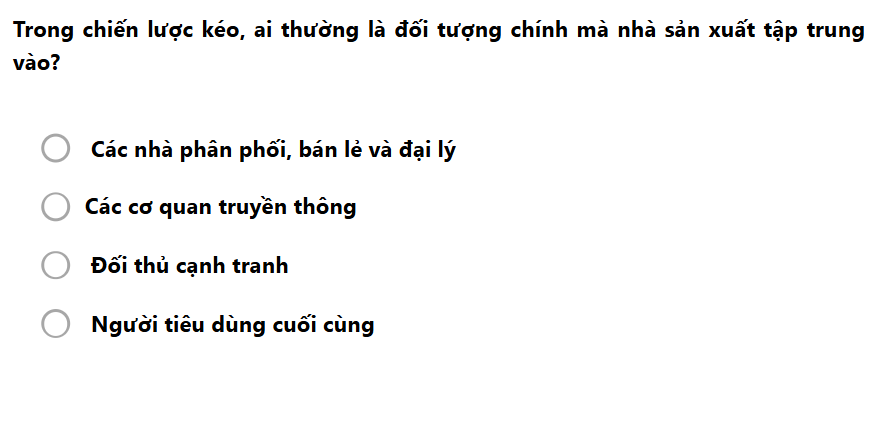 Trong chiến lược kéo, ai thường là đối tượng chính mà nhà sản xuất tập trung
vào?
Các nhà phân phối, bán lẻ và đại lý
Các cơ quan truyền thông
Đối thủ cạnh tranh
Người tiêu dùng cuối cùng